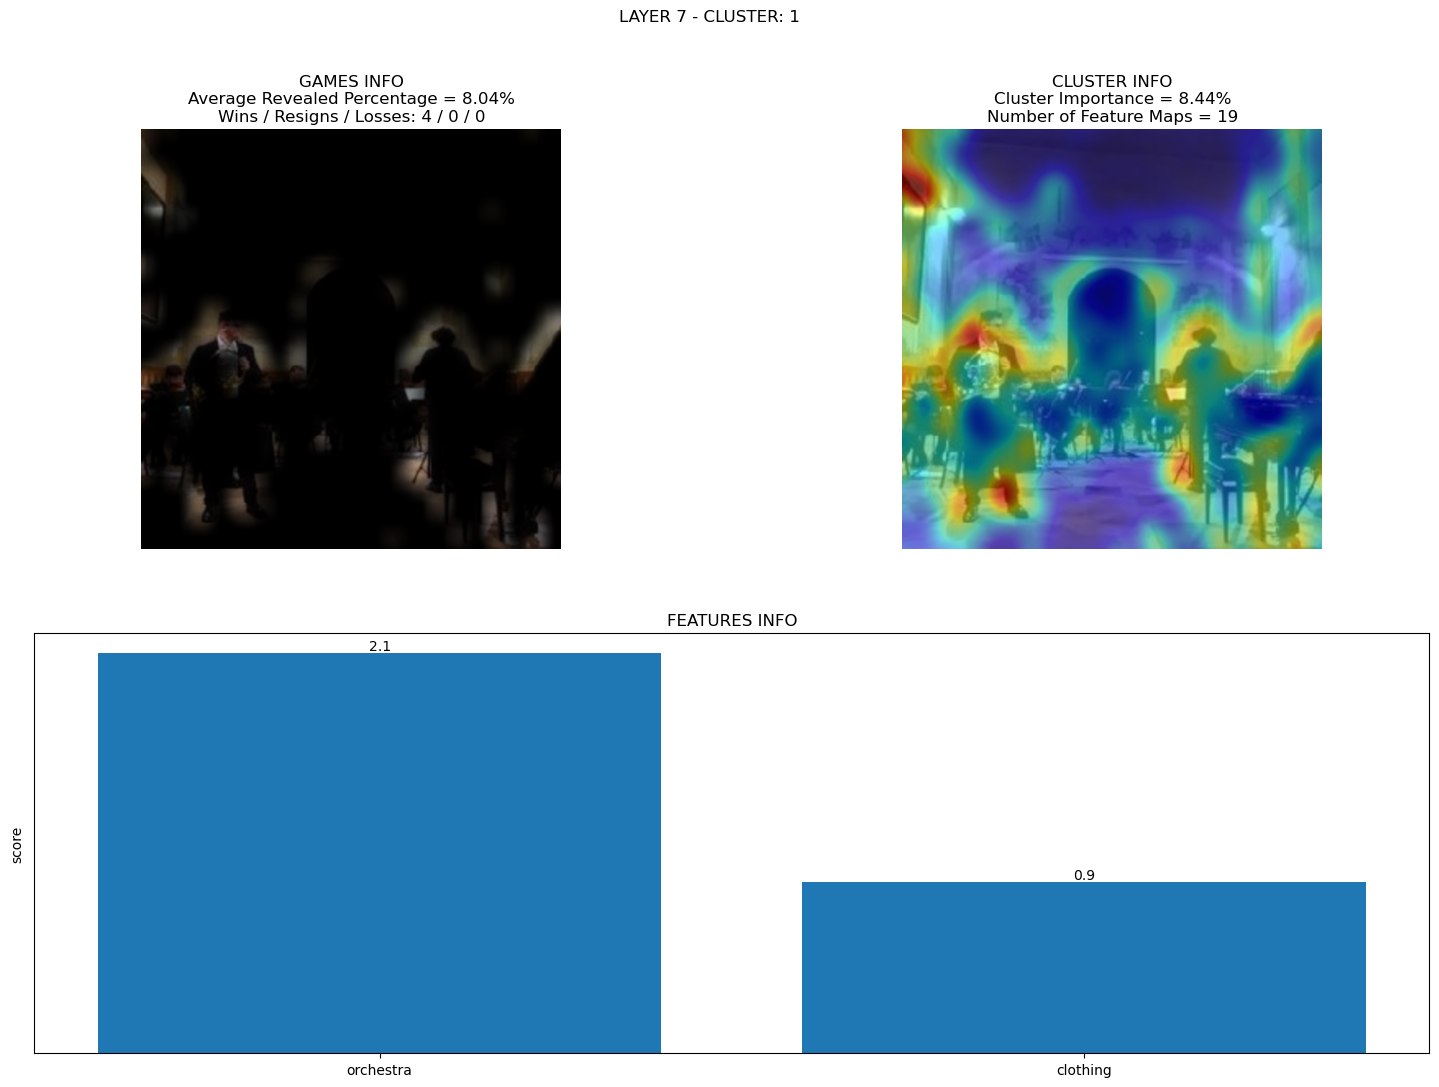 LAYER 7 - CLUSTER: 1
GAMES INFO
Average Revealed Percentage = 8.04%
Wins / Resigns / Losses: 4 / 0 / 0
CLUSTER INFO
Cluster Importance = 8.44%
Number of Feature Maps = 19
FEATURES INFO
score
2.1
0.9
orchestra
clothing